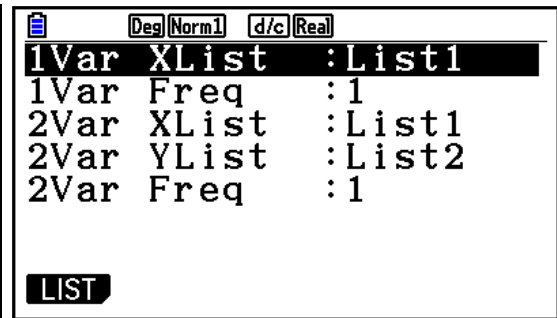 Deg Norm1 d/c Real
1Var XList :List1
1Var Freq :1
2Var XList :List1
2Var YList :List2
2Var Freq :1
LIST